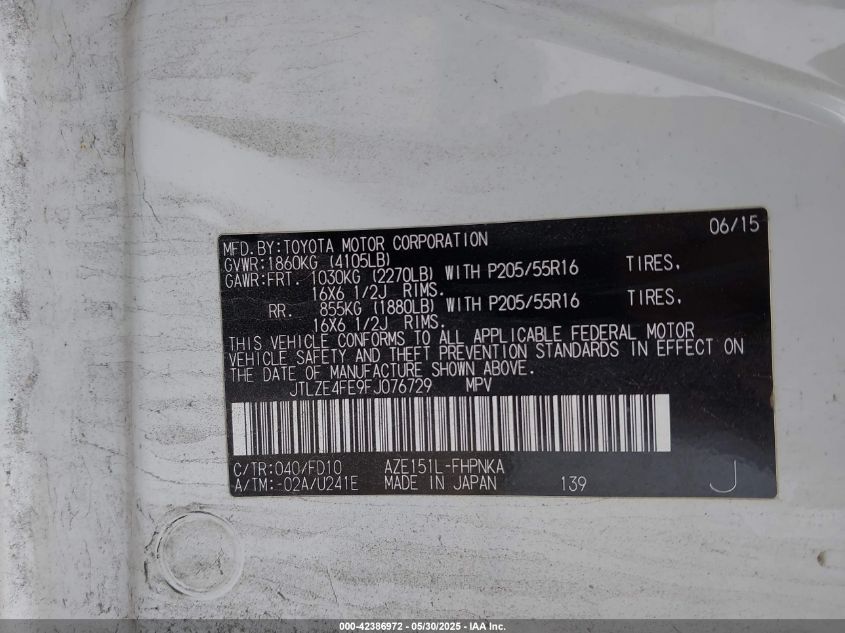 06/15
MFD.BY:TOYOTA MOTOR CORPORATION
GVWR:1860KG (4105LB)
GAWR:FRT. 1030KG (2270LB) WITH P205/55R16 TIRES,
16X6 1/2J RIMS.
RR. 855KG (1880LB) WITH P205/55R16 TIRES,
16X6 1/2J RIMS.
THIS VEHICLE CONFORMS TO ALL APPLICABLE FEDERAL MOTOR
VEHICLE SAFETY AND THEFT PREVENTION STANDARDS IN EFFECT ON
THE DATE OF MANUFACTURE SHOWN ABOVE.
JTLZE4FE9FJ076729 MPV
C/TR:040/FD10 AZE151L-FHPNKA
A/TM:-02A/U241E MADE IN JAPAN 139 J
000-42386972 - 05/30/2025 - IAA Inc.